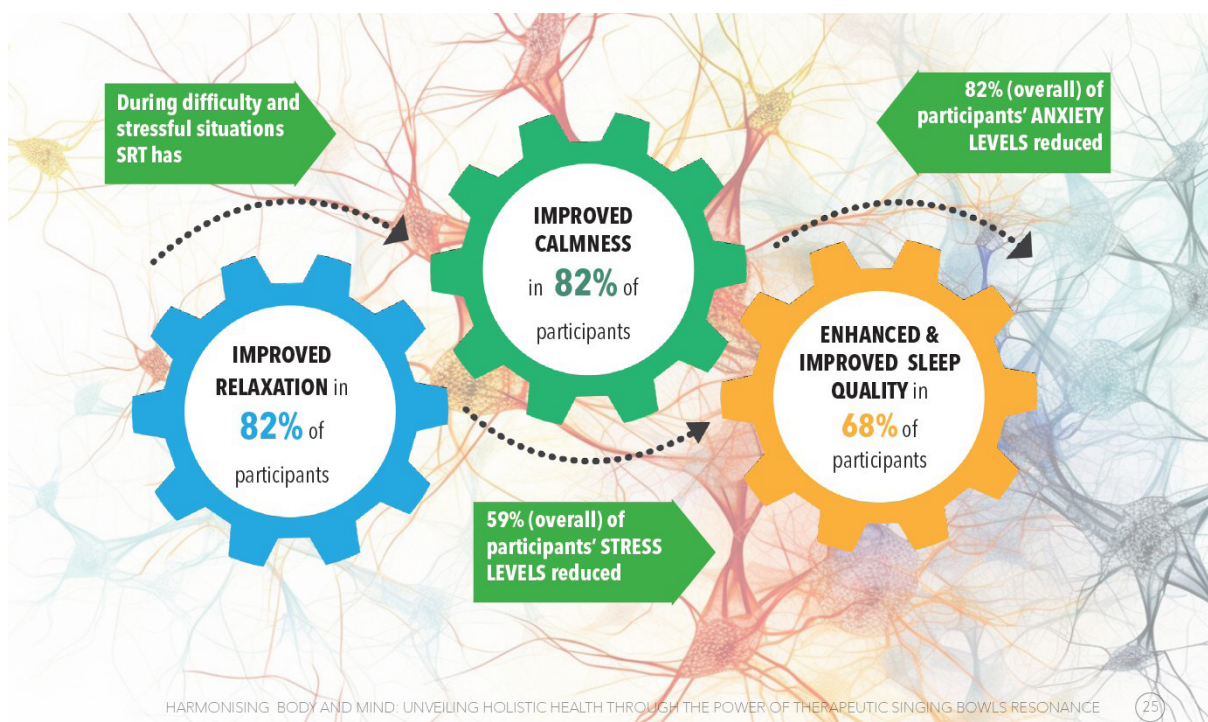 During difficulty and
stressful situations
SRT has
82% (overall) of
participants’ ANXIETY
LEVELS reduced
IMPROVED
CALMNESS
in 82% of
participants
IMPROVED
RELAXATION in
82% of
participants
ENHANCED &
IMPROVED SLEEP
QUALITY in
68% of
participants
59% (overall) of
participants’ STRESS
LEVELS reduced
HARMONISING BODY AND MIND: UNVEILING HOLISTIC HEALTH THROUGH THE POWER OF THERAPEUTIC SINGING BOWLS RESONANCE 25